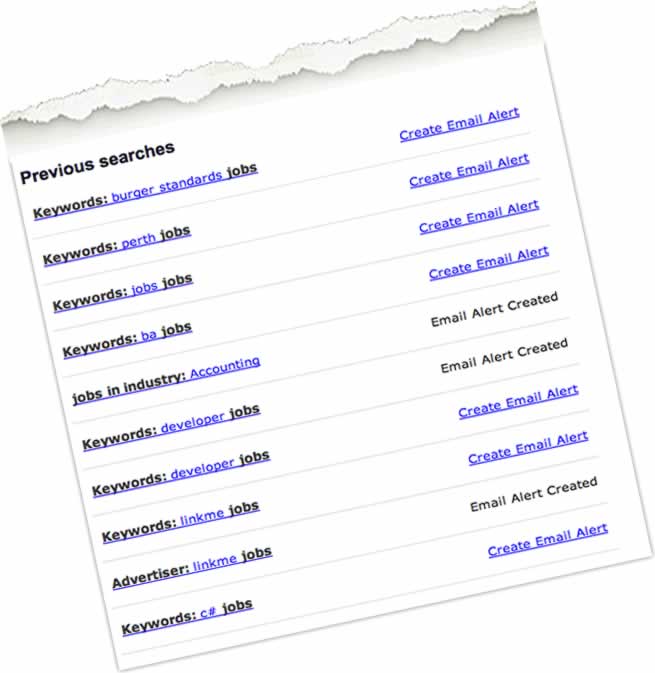 Previous searches
Keywords: burger standards jobs Create Email Alert
Keywords: perth jobs Create Email Alert
Keywords: jobs jobs Create Email Alert
Keywords: ba jobs Create Email Alert
jobs in industry: Accounting Email Alert Created
Keywords: developer jobs Email Alert Created
Keywords: developer jobs Create Email Alert
Keywords: linkme jobs Create Email Alert
Advertiser: linkme jobs Email Alert Created
Keywords: c# jobs Create Email Alert